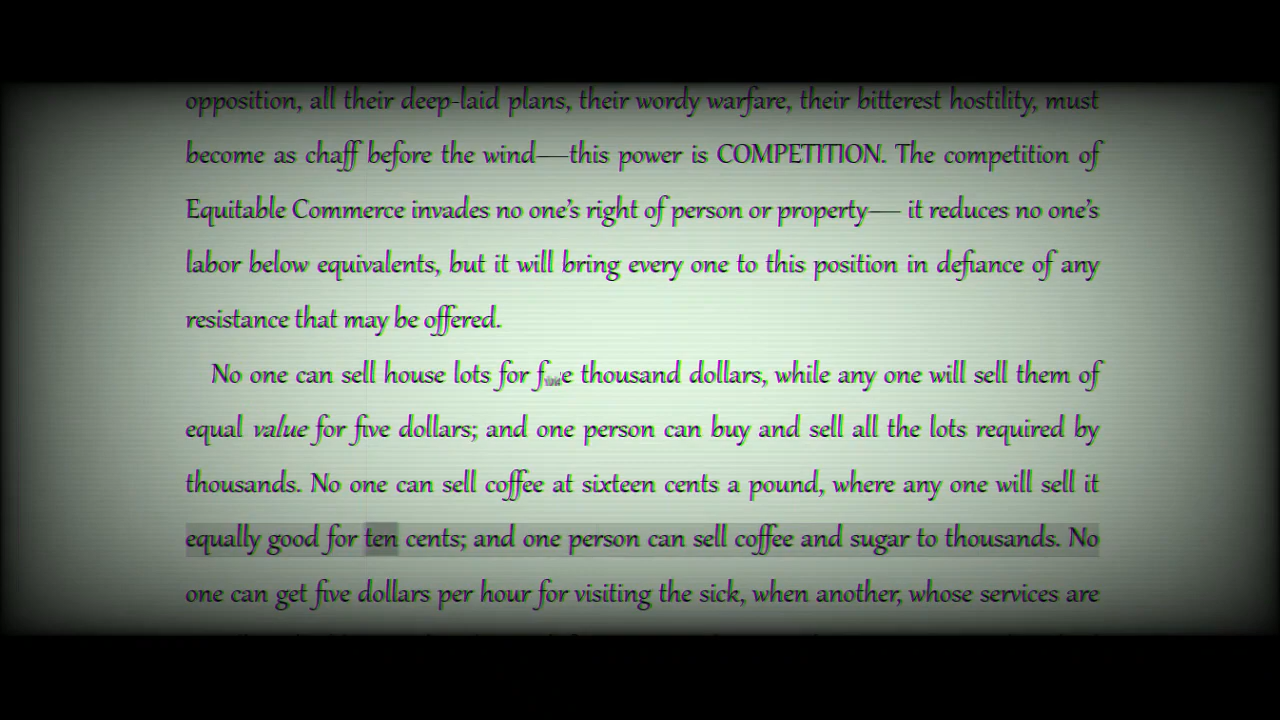 opposition, all their deep-laid plans, their wordy warfare, their bitterest hostility, must
become as chaff before the wind—this power is COMPETITION. The competition of
Equitable Commerce invades no one’s right of person or property— it reduces no one’s
labor below equivalents, but it will bring every one to this position in defiance of any
resistance that may be offered.
No one can sell house lots for five thousand dollars, while any one will sell them of
equal value for five dollars; and one person can buy and sell all the lots required by
thousands. No one can sell coffee at sixteen cents a pound, where any one will sell it
equally good for ten cents; and one person can sell coffee and sugar to thousands. No
one can get five dollars per hour for visiting the sick, when another, whose services are